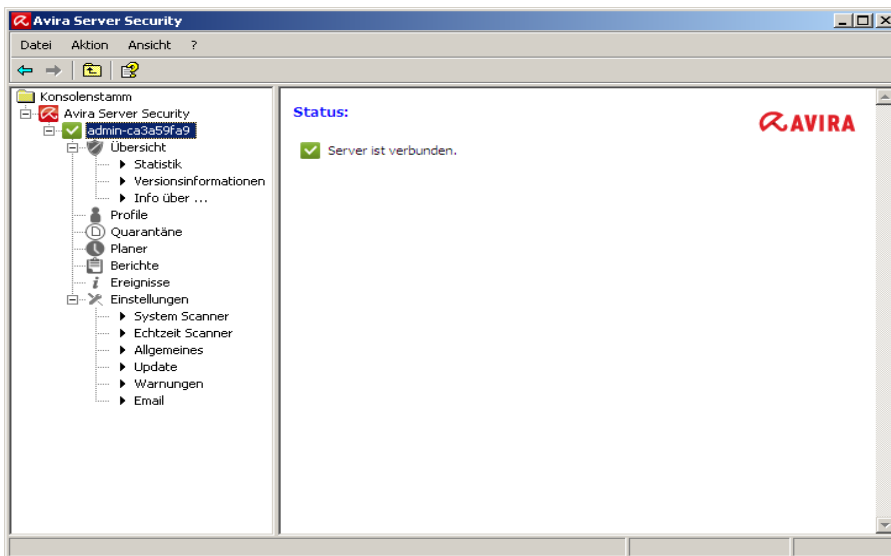 Avira Server Security
Datei Aktion Ansicht ?
Konsolenstamm
Avira Server Security
admin-ca3a59fa9
Übersicht
Statistik
Versionsinformationen
Info über ...
Profile
Quarantäne
Planer
Berichte
Ereignisse
Einstellungen
System Scanner
Echtzeit Scanner
Allgemeines
Update
Warnungen
Email
Status:
AVIRA
Server ist verbunden.